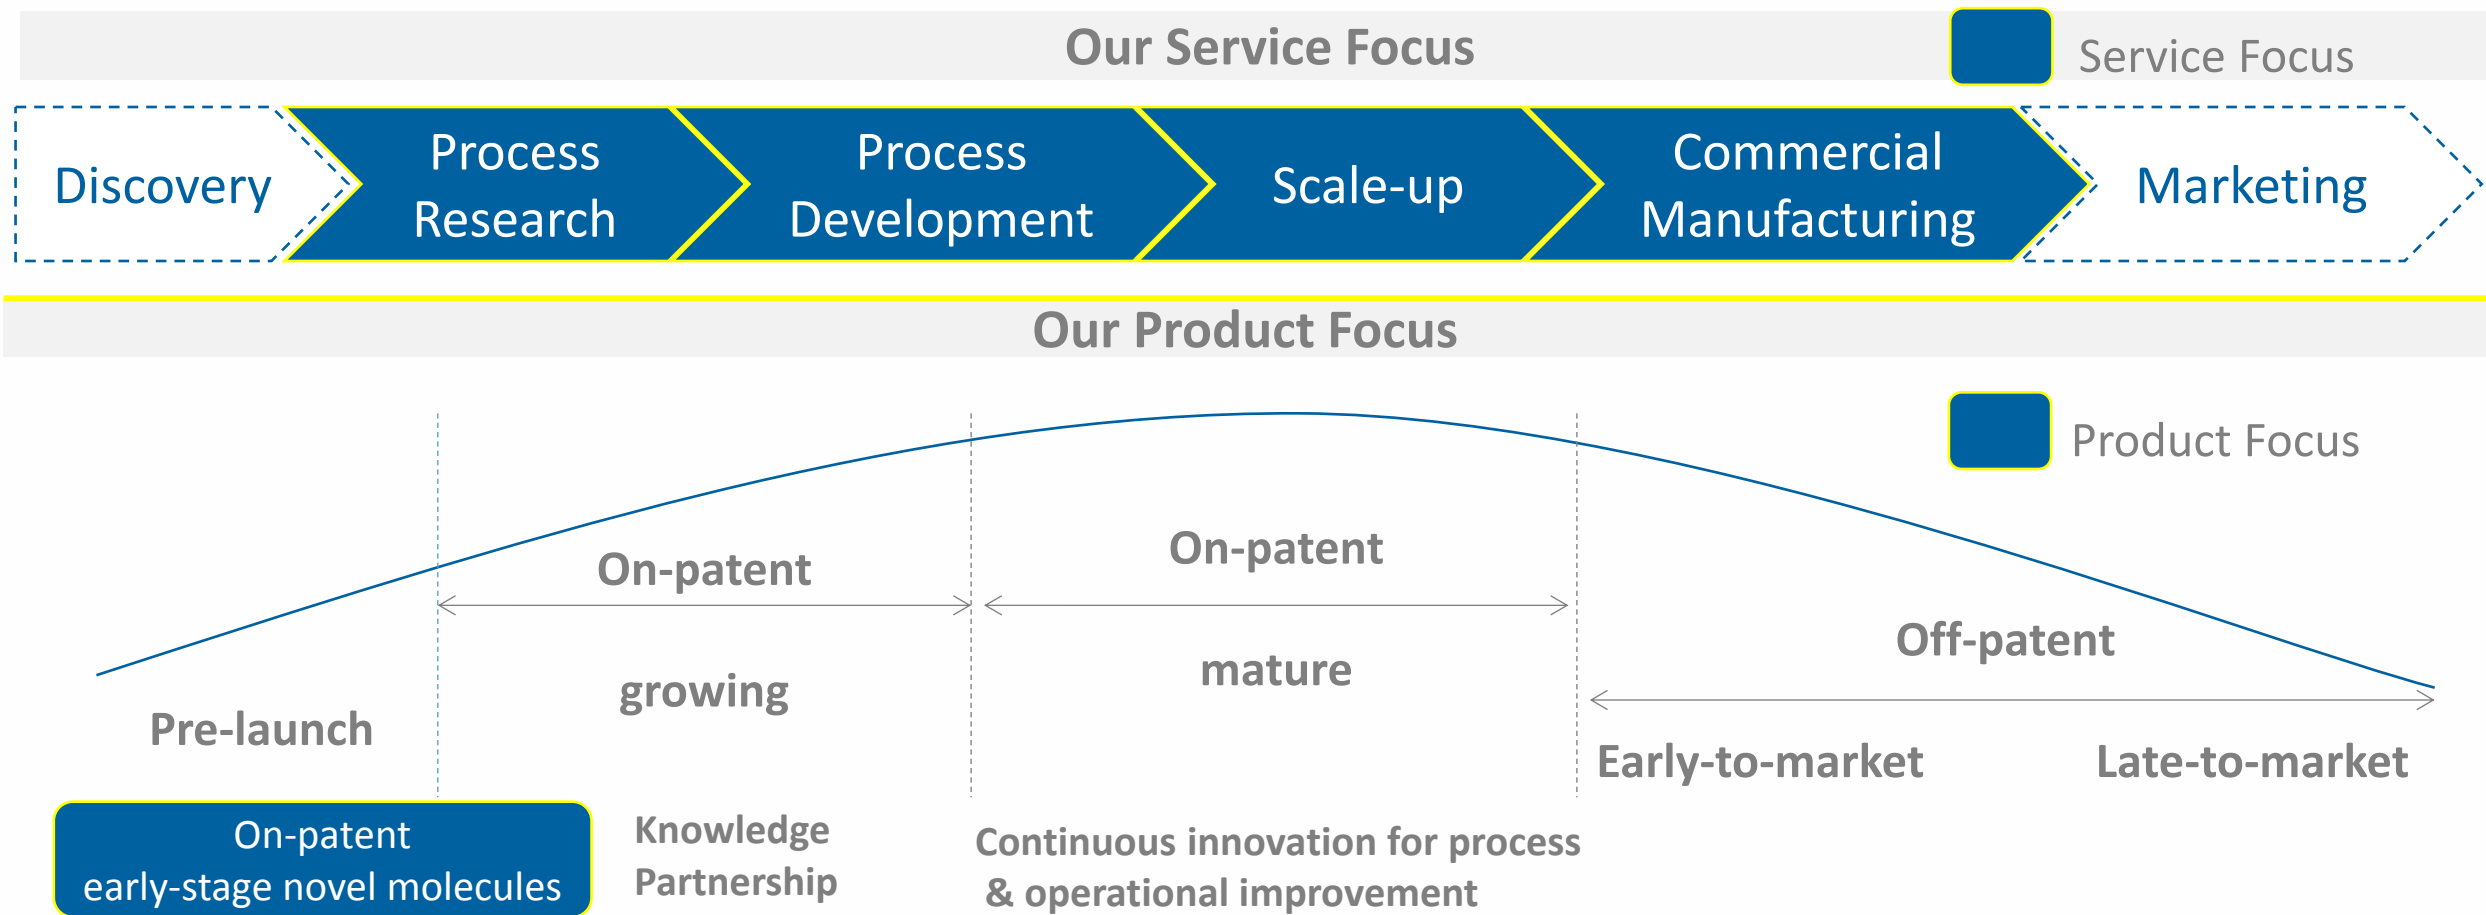 Our Service Focus
Service Focus
Discovery
Process
Research
Process
Development
Scale-up
Commercial
Manufacturing
Marketing
Our Product Focus
Product Focus
On-patent
growing
On-patent
mature
Off-patent
Pre-launch
Early-to-market
Late-to-market
On-patent
early-stage novel molecules
Knowledge
Partnership
Continuous innovation for process
& operational improvement